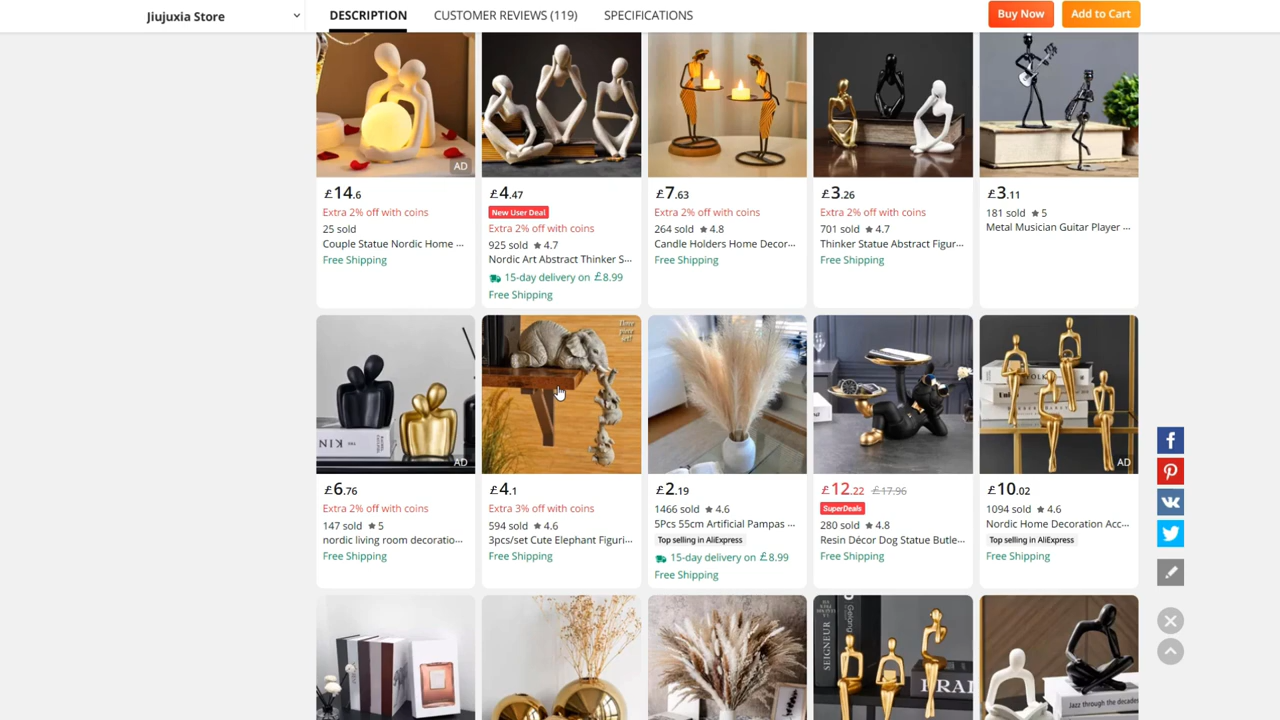 Jiujuxia Store
DESCRIPTION
CUSTOMER REVIEWS (119)
SPECIFICATIONS
Buy Now
Add to Cart
AD
£14.6
Extra 2% off with coins
25 sold
Couple Statue Nordic Home ...
Free Shipping
£4.47
New User Deal
Extra 2% off with coins
925 sold ★ 4.7
Nordic Art Abstract Thinker S...
15-day delivery on £8.99
Free Shipping
£7.63
Extra 2% off with coins
264 sold ★ 4.8
Candle Holders Home Decor...
Free Shipping
£3.26
Extra 2% off with coins
701 sold ★ 4.7
Thinker Statue Abstract Figur...
Free Shipping
£3.11
181 sold ★ 5
Metal Musician Guitar Player ...
KIN
AD
£6.76
Extra 2% off with coins
147 sold ★ 5
nordic living room decoratio...
Free Shipping
£4.1
Extra 3% off with coins
594 sold ★ 4.6
3pcs/set Cute Elephant Figuri...
Free Shipping
£2.19
1466 sold ★ 4.6
5Pcs 55cm Artificial Pampas ...
Top selling in AliExpress
15-day delivery on £8.99
Free Shipping
£12.22 £17.96
SuperDeals
280 sold ★ 4.8
Resin Décor Dog Statue Butle...
Free Shipping
AD
£10.02
1094 sold ★ 4.6
Nordic Home Decoration Acc...
Top selling in AliExpress
Free Shipping
SEIGNEUR
BRAN
Jazz through the decades